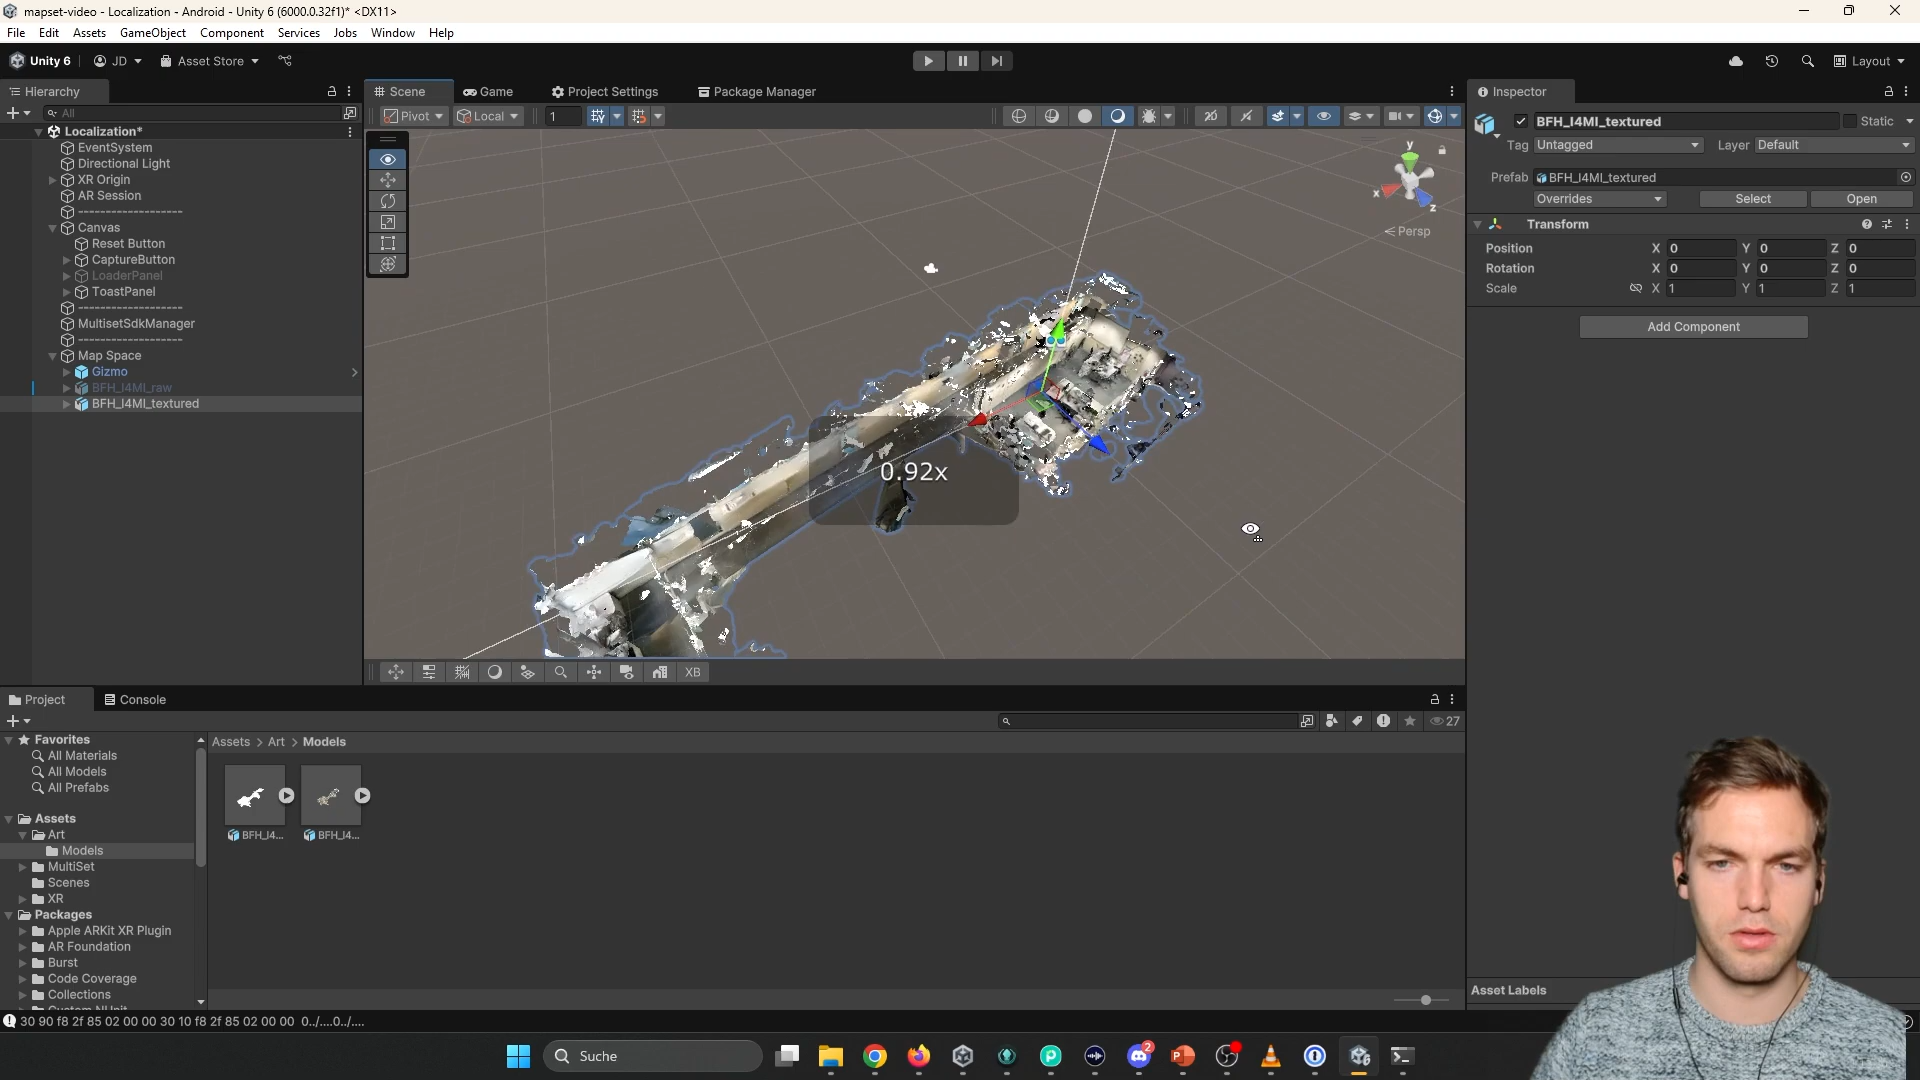 mapset-video - Localization - Android - Unity 6 (6000.0.32f1)* <DX11>
File Edit Assets GameObject Component Services Jobs Window Help
Unity 6 JD Asset Store Layout
Hierarchy Scene Game Project Settings Package Manager Inspector
All Pivot Local 1 BFH_I4MI_textured Static
Localization*
EventSystem Tag Untagged Layer Default
Directional Light
XR Origin Prefab BFH_I4MI_textured
AR Session Overrides Select Open
-------------------
Canvas Transform
Reset Button Position X 0 Y 0 Z 0
CaptureButton Rotation X 0 Y 0 Z 0
LoaderPanel Scale X 1 Y 1 Z 1
ToastPanel
-------------------
MultisetSdkManager Add Component
-------------------
Map Space
Gizmo
BFH_I4MI_raw
BFH_I4MI_textured
y
x
z
Persp
0.92x
XB
Project Console
27
Favorites Assets > Art > Models
All Materials
All Models
All Prefabs
Assets
Art BFH_I4... BFH_I4...
Models
MultiSet
Scenes
XR
Packages
Apple ARKit XR Plugin
AR Foundation
Burst
Code Coverage
Collections Asset Labels
30 90 f8 2f 85 02 00 00 30 10 f8 2f 85 02 00 00 0../....0../....
Suche 2